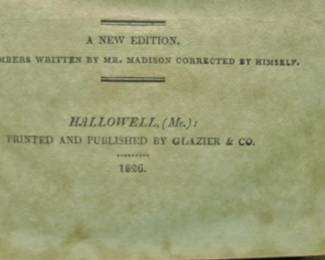 A NEW EDITION.
MBERS WRITTEN BY MR. MADISON CORRECTED BY HIMSELF.
HALLOWELL, (Me.):
PRINTED AND PUBLISHED BY GLAZIER & CO.
1826.